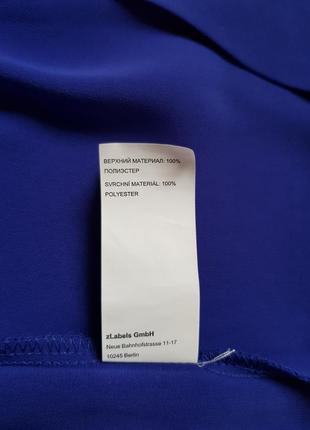 ВЕРХНИЙ МАТЕРИАЛ: 100%
ПОЛИЭСТЕР
SVRCHNÍ MATERIÁL: 100%
POLYESTER
zLabels GmbH
Neue Bahnhofstrasse 11-17
10245 Berlin